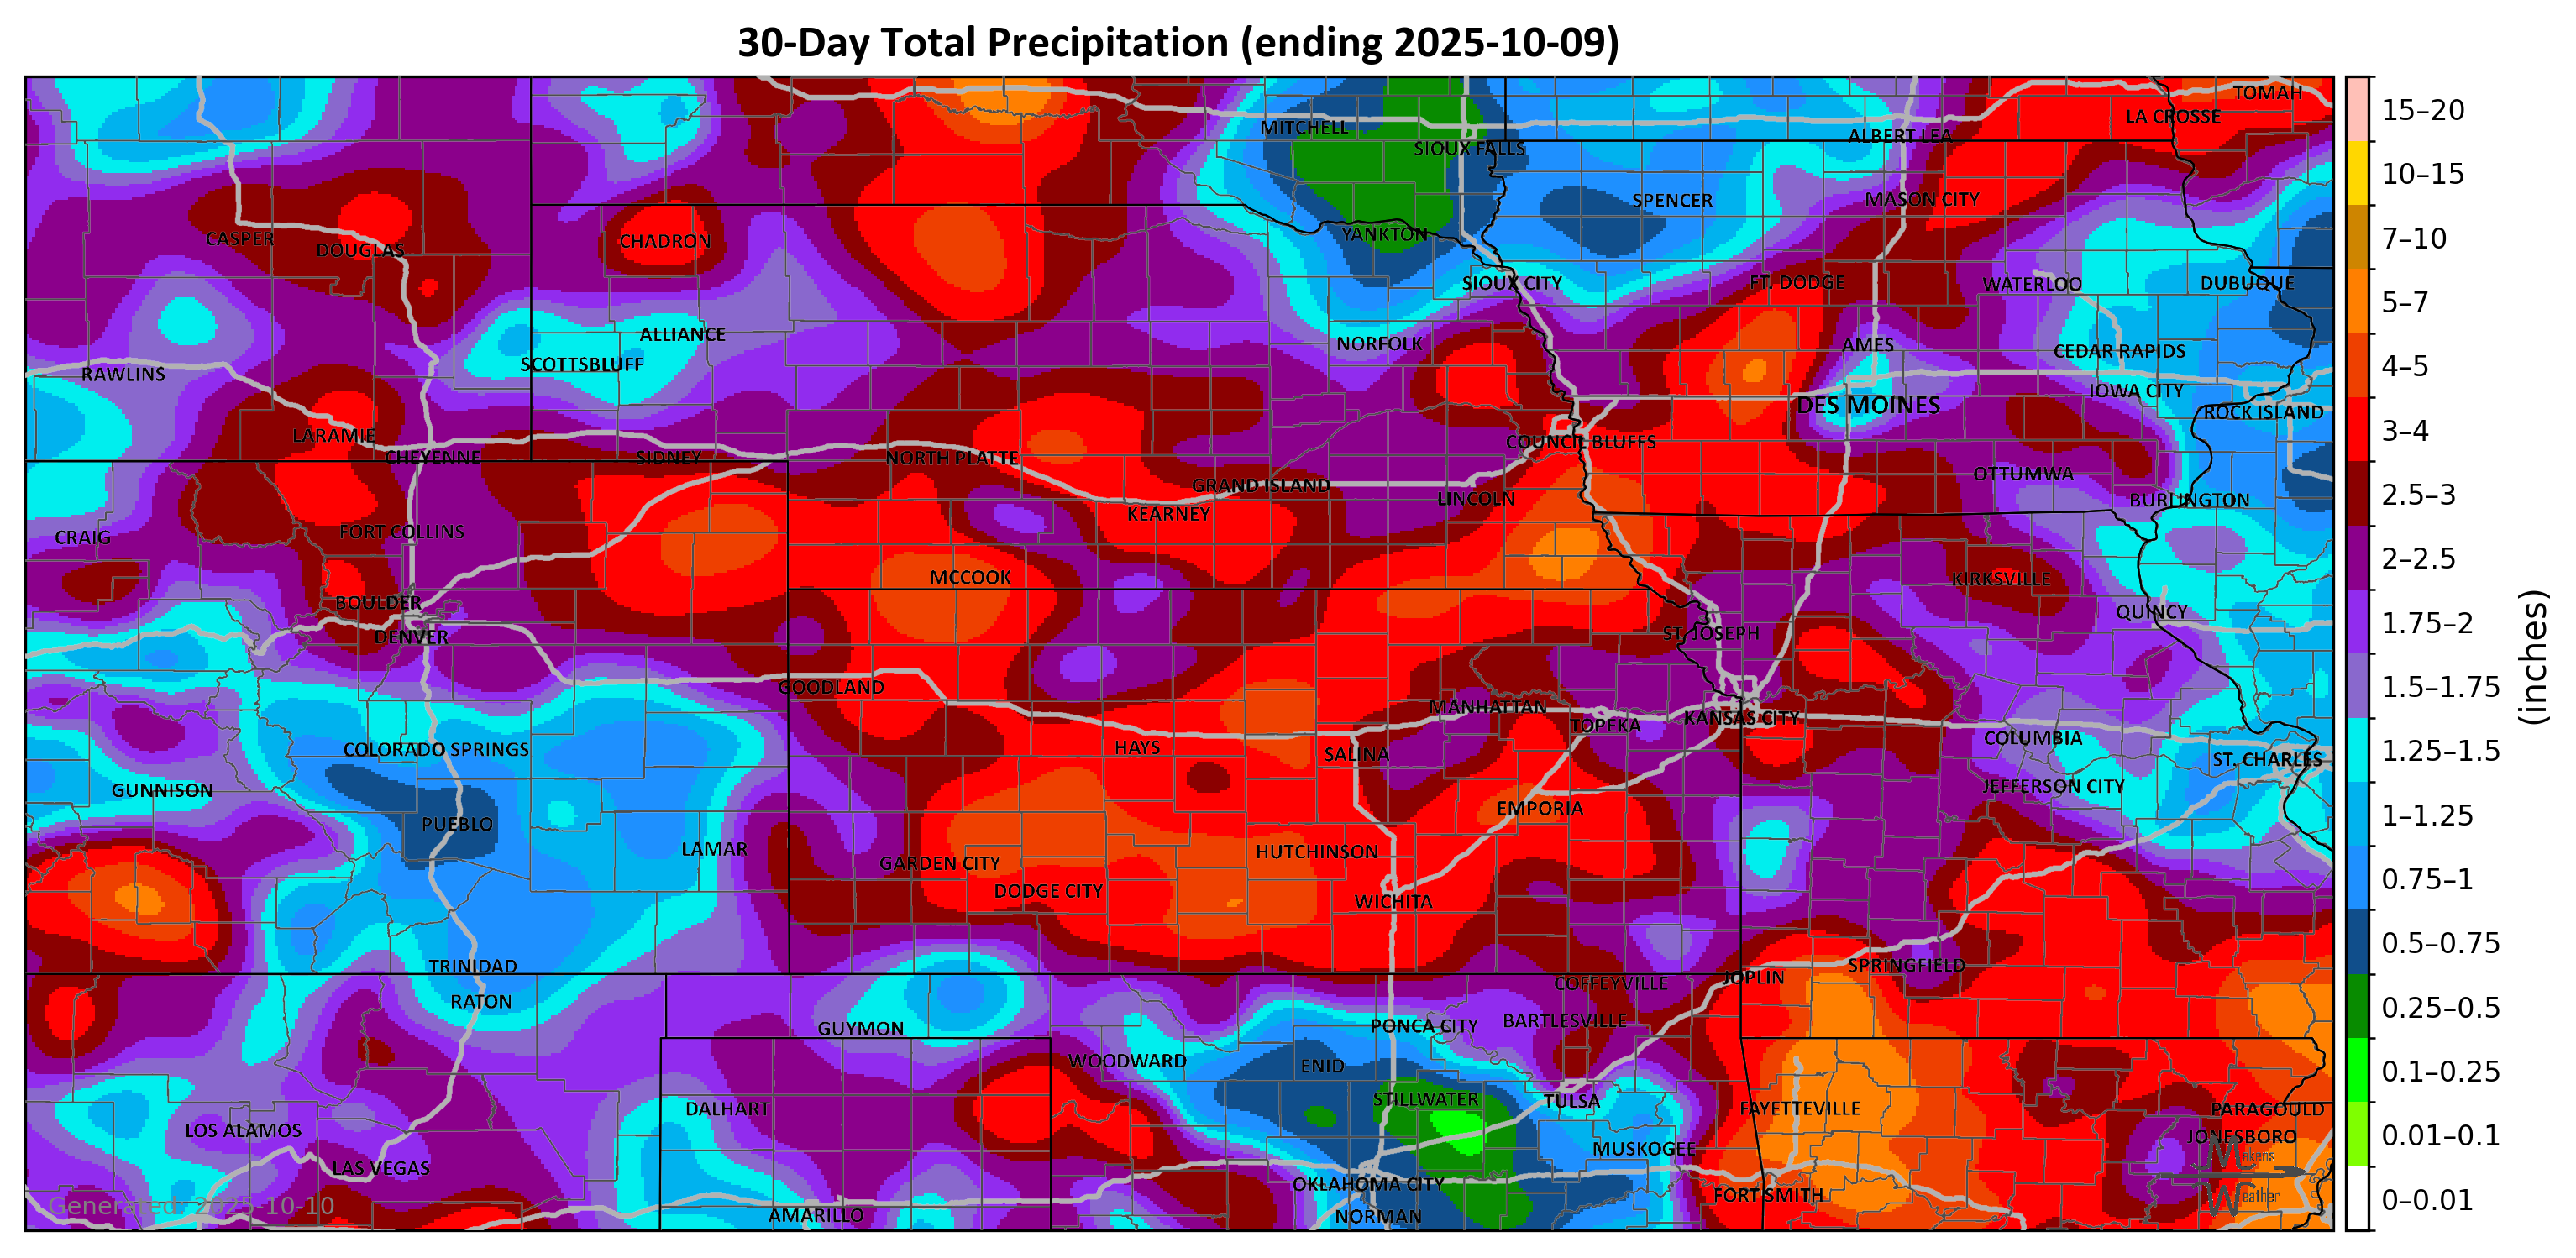 30-Day Total Precipitation (ending 2025-10-09)
TOMAH
LA CROSSE
MITCHELL
ALBERT LEA
SIOUX FALLS
SPENCER
MASON CITY
CASPER
DOUGLAS
CHADRON
YANKTON
SIOUX CITY
FT. DODGE
WATERLOO
DUBUQUE
ALLIANCE
NORFOLK
AMES
CEDAR RAPIDS
SCOTTSBLUFF
RAWLINS
IOWA CITY
DES MOINES
ROCK ISLAND
LARAMIE
COUNCIL BLUFFS
CHEYENNE
SIDNEY
NORTH PLATTE
OTTUMWA
GRAND ISLAND
LINCOLN
BURLINGTON
KEARNEY
FORT COLLINS
CRAIG
MCCOOK
KIRKSVILLE
BOULDER
QUINCY
DENVER
ST. JOSEPH
GOODLAND
MANHATTAN
TOPEKA
KANSAS CITY
COLORADO SPRINGS
HAYS
SALINA
COLUMBIA
ST. CHARLES
GUNNISON
JEFFERSON CITY
EMPORIA
PUEBLO
LAMAR
GARDEN CITY
HUTCHINSON
DODGE CITY
WICHITA
TRINIDAD
SPRINGFIELD
JOPLIN
COFFEYVILLE
RATON
GUYMON
PONCA CITY
BARTLESVILLE
WOODWARD
ENID
DALHART
STILLWATER
TULSA
FAYETTEVILLE
PARAGOULD
LOS ALAMOS
JONESBORO
MUSKOGEE
LAS VEGAS
OKLAHOMA CITY
FORT SMITH
AMARILLO
NORMAN
Generated: 2025-10-10
Weather
15–20
10–15
7–10
5–7
4–5
3–4
2.5–3
2–2.5
1.75–2
1.5–1.75
1.25–1.5
1–1.25
0.75–1
0.5–0.75
0.25–0.5
0.1–0.25
0.01–0.1
0–0.01
(inches)